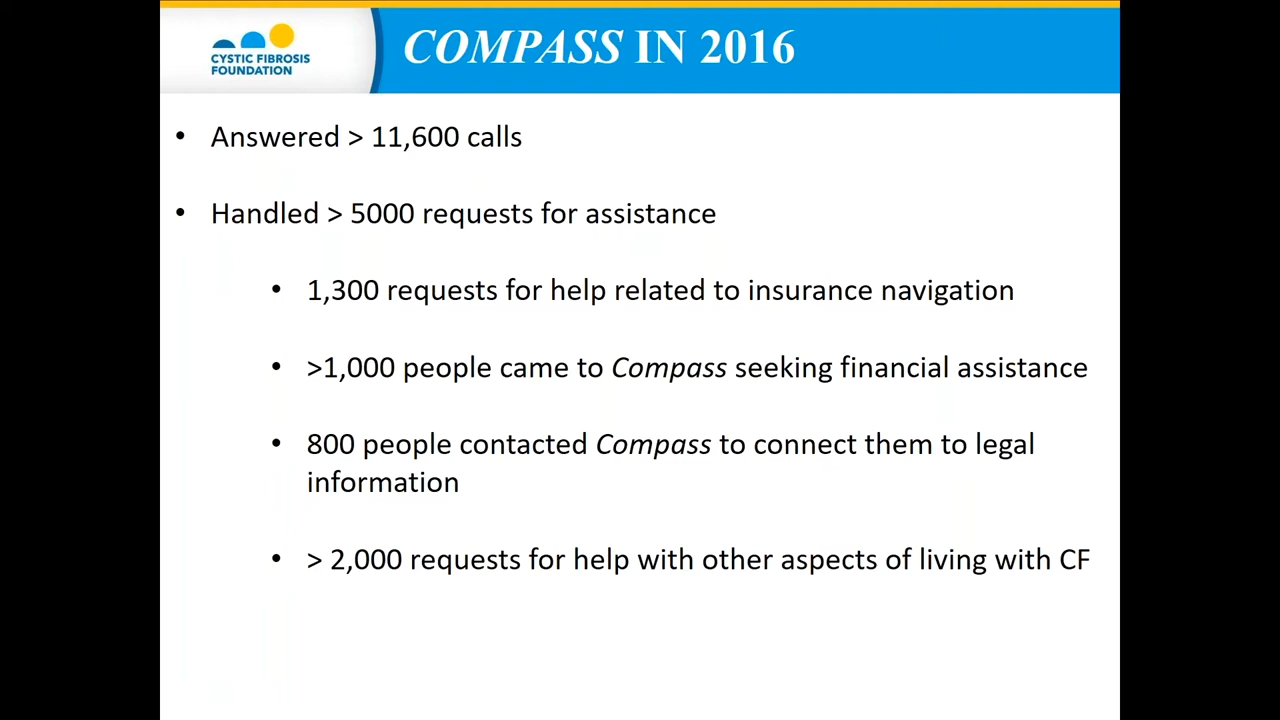 CYSTIC FIBROSIS
FOUNDATION
COMPASS IN 2016
• Answered > 11,600 calls
• Handled > 5000 requests for assistance
• 1,300 requests for help related to insurance navigation
• >1,000 people came to Compass seeking financial assistance
• 800 people contacted Compass to connect them to legal
information
• > 2,000 requests for help with other aspects of living with CF